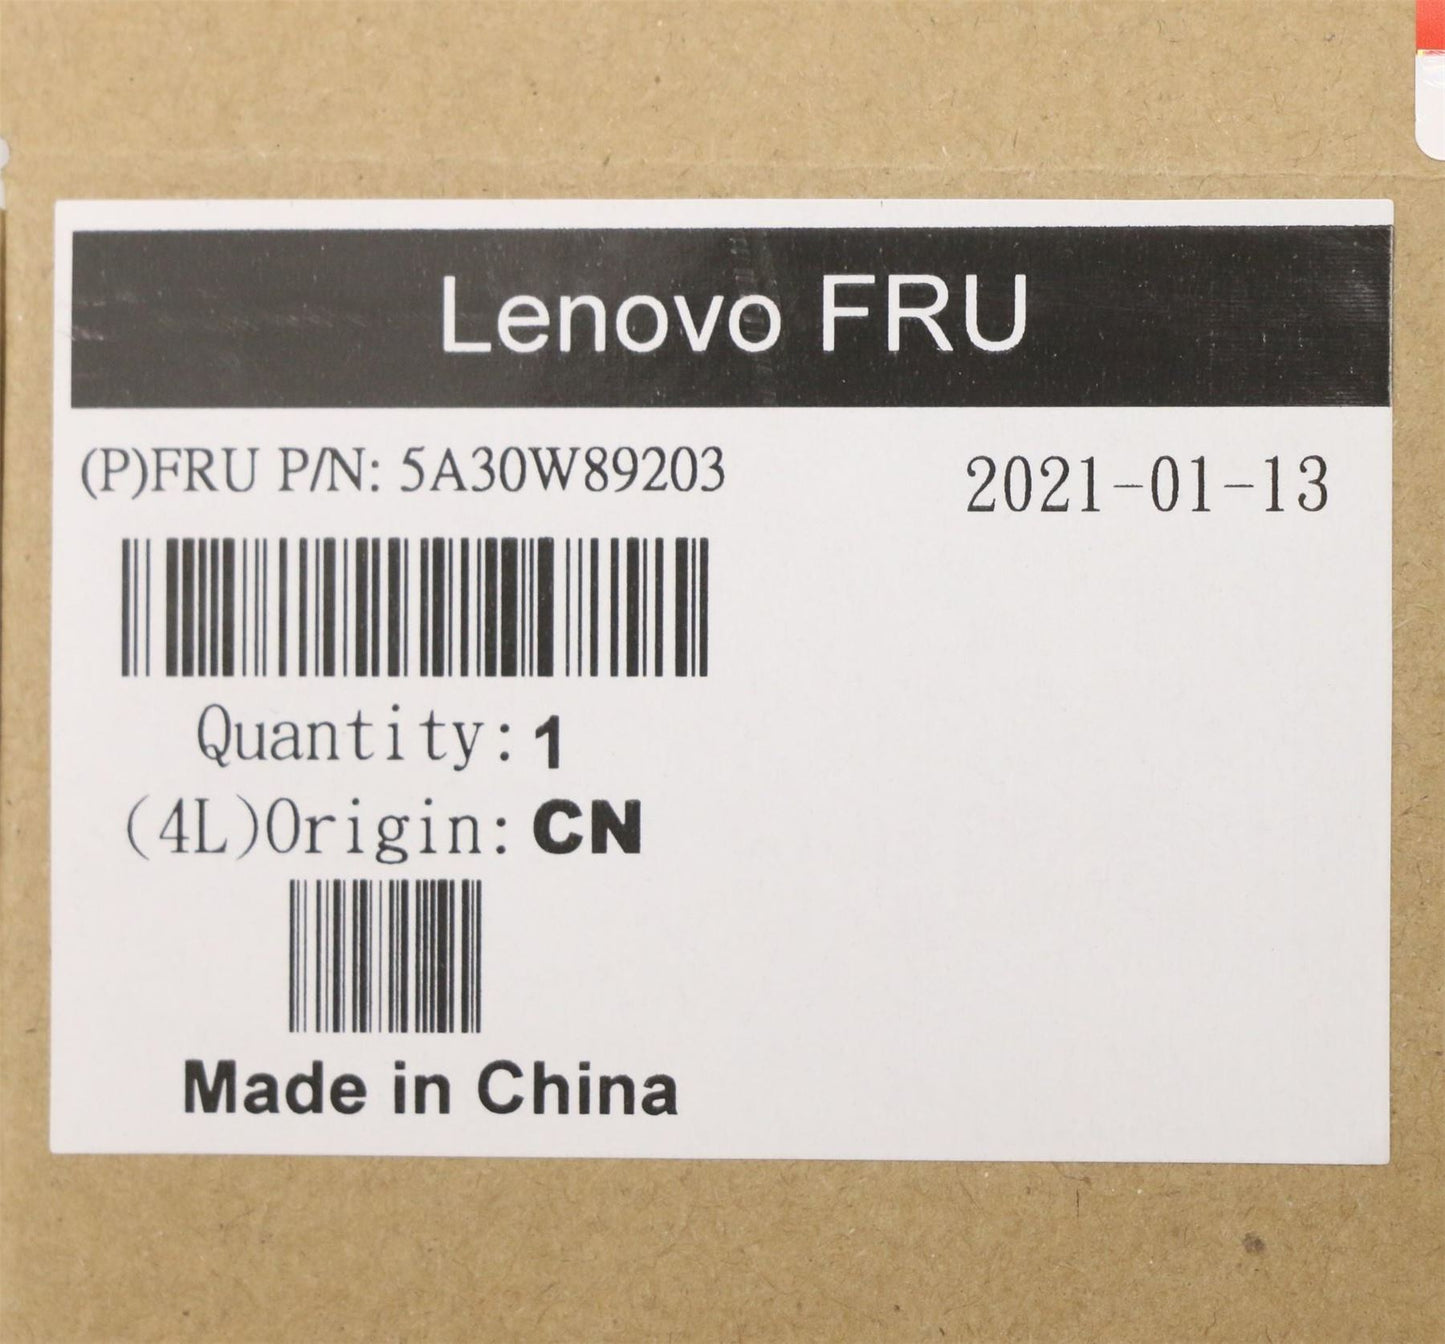 Lenovo FRU
(P)FRU P/N: 5A30W89203
2021-01-13
Quantity: 1
(4L)Origin: CN
Made in China